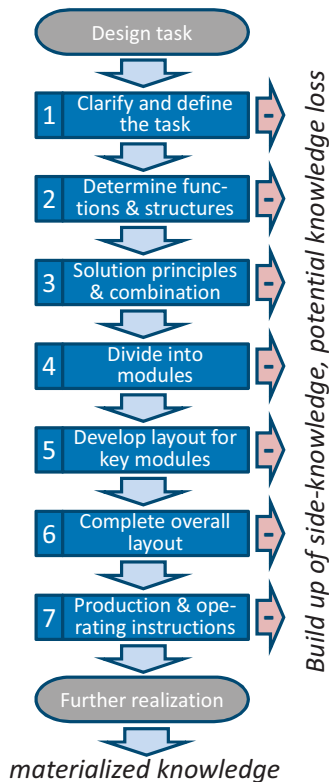 Design task
1 Clarify and define
the task
-
2 Determine func-
tions & structures
-
3 Solution principles
& combination
-
4 Divide into
modules
-
5 Develop layout for
key modules
-
6 Complete overall
layout
-
7 Production & ope-
rating instructions
-
Further realization
materialized knowledge
Build up of side-knowledge, potential knowledge loss